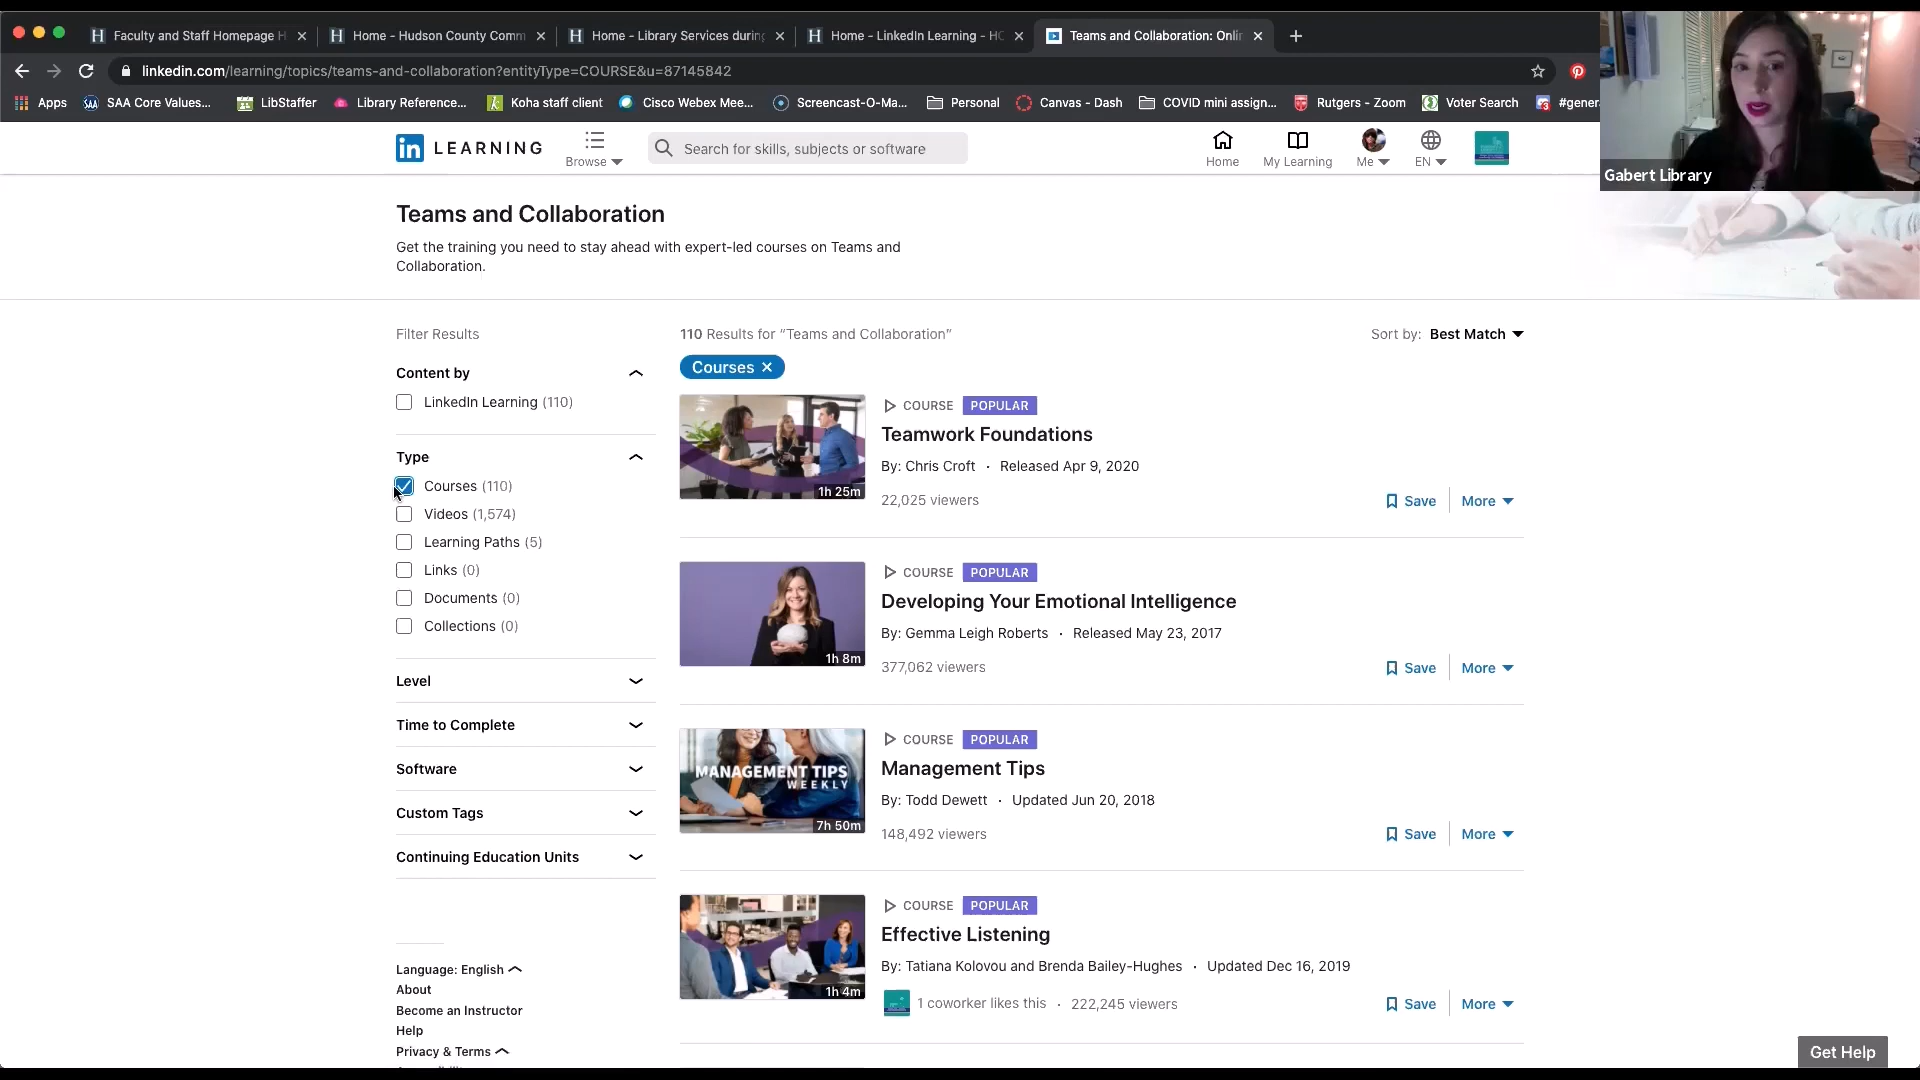 Faculty and Staff Homepage H
Home - Hudson County Comm
Home - Library Services during
Home - LinkedIn Learning - HC
Teams and Collaboration: Onli
linkedin.com/learning/topics/teams-and-collaboration?entityType=COURSE&u=87145842
Apps
SAA Core Values...
LibStaffer
Library Reference...
Koha staff client
Cisco Webex Mee...
Screencast-O-Ma...
Personal
Canvas - Dash
COVID mini assign...
Rutgers - Zoom
Voter Search
#gener
Gabert Library
in LEARNING
Browse
Search for skills, subjects or software
Home
My Learning
Me
EN
Teams and Collaboration
Get the training you need to stay ahead with expert-led courses on Teams and
Collaboration.
Filter Results
Content by
LinkedIn Learning (110)
Type
Courses (110)
Videos (1,574)
Learning Paths (5)
Links (0)
Documents (0)
Collections (0)
Level
Time to Complete
Software
Custom Tags
Continuing Education Units
Language: English
About
Become an Instructor
Help
Privacy & Terms
110 Results for “Teams and Collaboration”
Sort by: Best Match
Courses ×
1h 25m
COURSE POPULAR
Teamwork Foundations
By: Chris Croft · Released Apr 9, 2020
22,025 viewers
Save
More
1h 8m
COURSE POPULAR
Developing Your Emotional Intelligence
By: Gemma Leigh Roberts · Released May 23, 2017
377,062 viewers
Save
More
MANAGEMENT TIPS
WEEKLY
7h 50m
COURSE POPULAR
Management Tips
By: Todd Dewett · Updated Jun 20, 2018
148,492 viewers
Save
More
1h 4m
COURSE POPULAR
Effective Listening
By: Tatiana Kolovou and Brenda Bailey-Hughes · Updated Dec 16, 2019
1 coworker likes this · 222,245 viewers
Save
More
Get Help